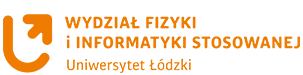 WYDZIAŁ FIZYKI
i INFORMATYKI STOSOWANEJ
Uniwersytet Łódzki